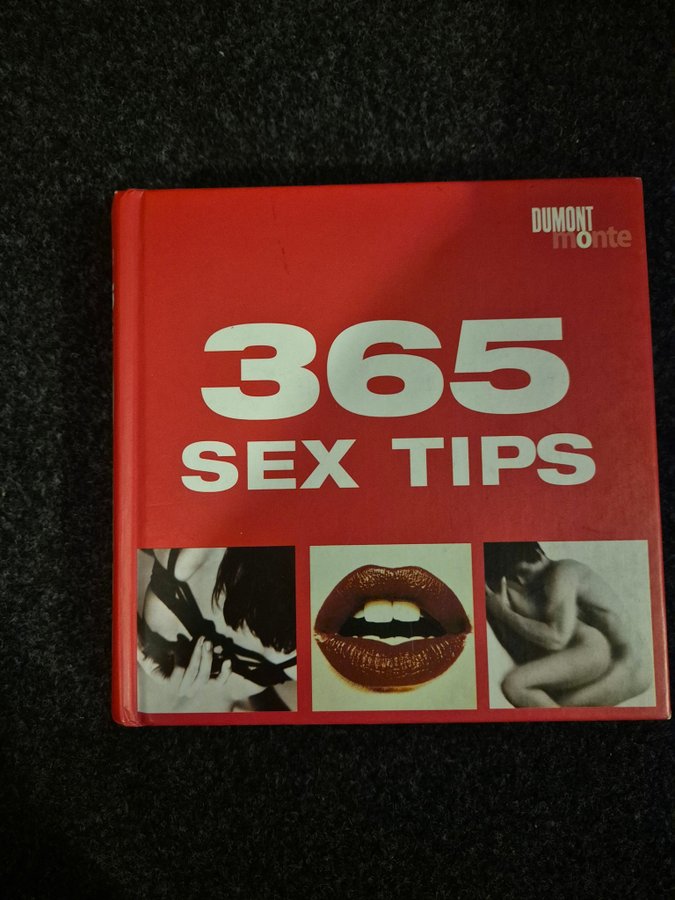 DUMONT
monte
365
SEX TIPS